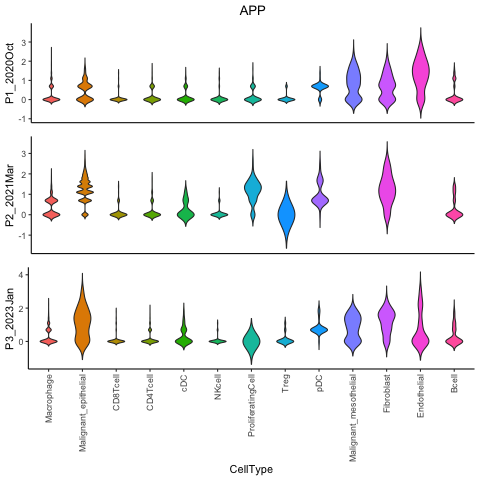 APP
P1_2020Oct
3
2
1
0
-1
P2_2021Mar
3
2
1
0
-1
P3_2023Jan
4
2
0
Macrophage
Malignant_epithelial
CD8Tcell
CD4Tcell
cDC
NKcell
ProliferatingCell
Treg
pDC
Malignant_mesothelial
Fibroblast
Endothelial
Bcell
CellType